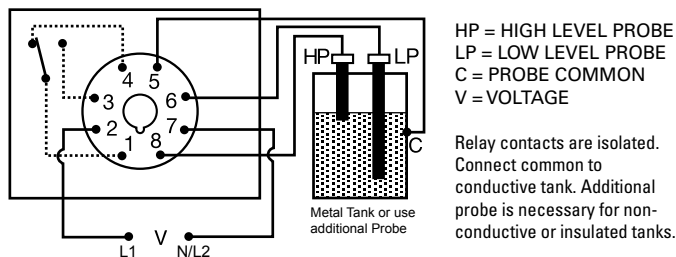 HP
LP
4 5
3 6
2 7
1 8
C
L1 V N/L2
Metal Tank or use
additional Probe
HP = HIGH LEVEL PROBE
LP = LOW LEVEL PROBE
C = PROBE COMMON
V = VOLTAGE
Relay contacts are isolated.
Connect common to
conductive tank. Additional
probe is necessary for non-
conductive or insulated tanks.